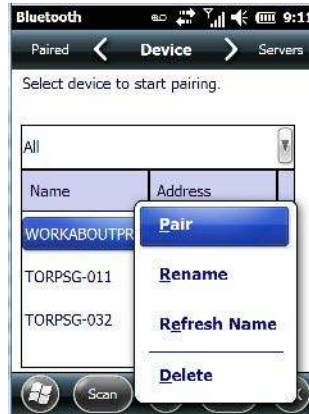 Bluetooth 9:11
Paired Device Servers
Select device to start pairing.
All
Name Address
WORKABOUTPR
Pair
TORPSG-011
Rename
TORPSG-032
Refresh Name
Delete
Scan